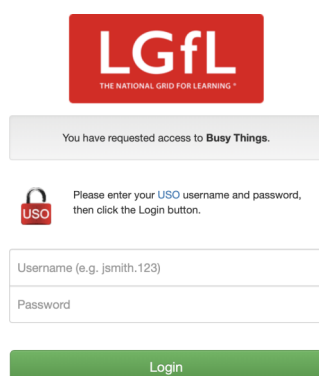 LGfL
THE NATIONAL GRID FOR LEARNING ®
You have requested access to Busy Things.
Please enter your USO username and password,
then click the Login button.
USO
Username (e.g. jsmith.123)
Password
Login